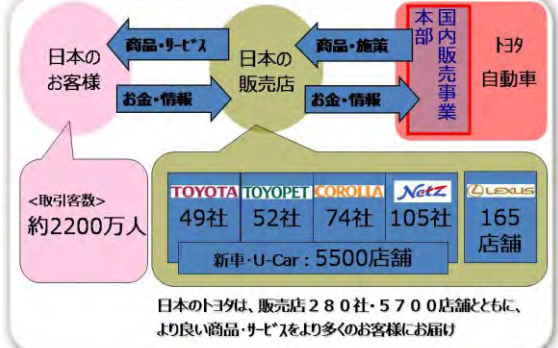 日本の
お客様
商品・サービス
お金・情報
日本の
販売店
商品・施策
お金・情報
国内販売事業
本部
トヨタ
自動車
<取引客数>
約2200万人
TOYOTA TOYOPET COROLLA Netz LEXUS
49社 52社 74社 105社 165
店舗
新車・U-Car：5500店舗
日本のトヨタは、販売店２８０社・５７００店舗とともに、
より良い商品・サービスをより多くのお客様にお届け